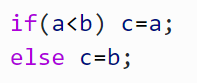 if(a<b) c=a;
else c=b;